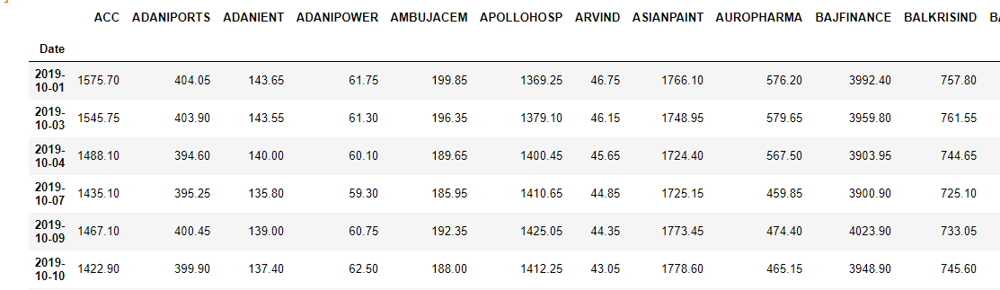 ACC ADANIPORTS ADANIENT ADANIPOWER AMBUJACEM APOLLOHOSP ARVIND ASIANPAINT AUROPHARMA BAJFINANCE BALKRISIND
Date
2019-10-01 1575.70 404.05 143.65 61.75 199.85 1369.25 46.75 1766.10 576.20 3992.40 757.80
2019-10-03 1545.75 403.90 143.55 61.30 196.35 1379.10 46.15 1748.95 579.65 3959.80 761.55
2019-10-04 1488.10 394.60 140.00 60.10 189.65 1400.45 45.65 1724.40 567.50 3903.95 744.65
2019-10-07 1435.10 395.25 135.80 59.30 185.95 1410.65 44.85 1725.15 459.85 3900.90 725.10
2019-10-09 1467.10 400.45 139.00 60.75 192.35 1425.05 44.35 1773.45 474.40 4023.90 733.05
2019-10-10 1422.90 399.90 137.40 62.50 188.00 1412.25 43.05 1778.60 465.15 3948.90 745.60